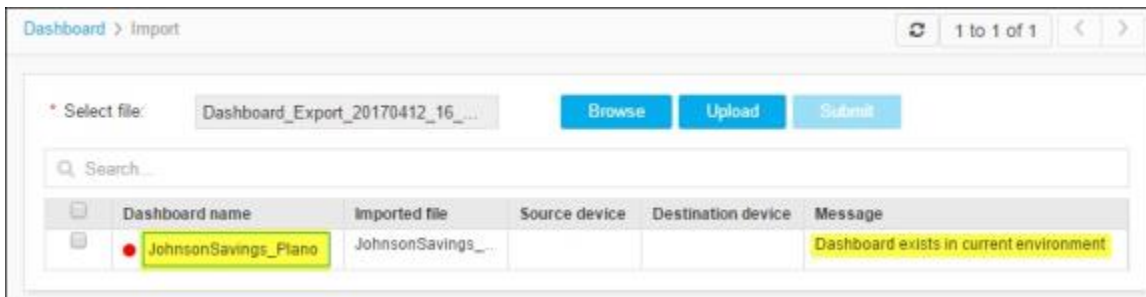 Dashboard > Import 1 to 1 of 1 < >
* Select file: Dashboard_Export_20170412_16_... Browse Upload Submit
Search...
Dashboard name Imported file Source device Destination device Message
JohnsonSavings_Plano JohnsonSavings_... Dashboard exists in current environment